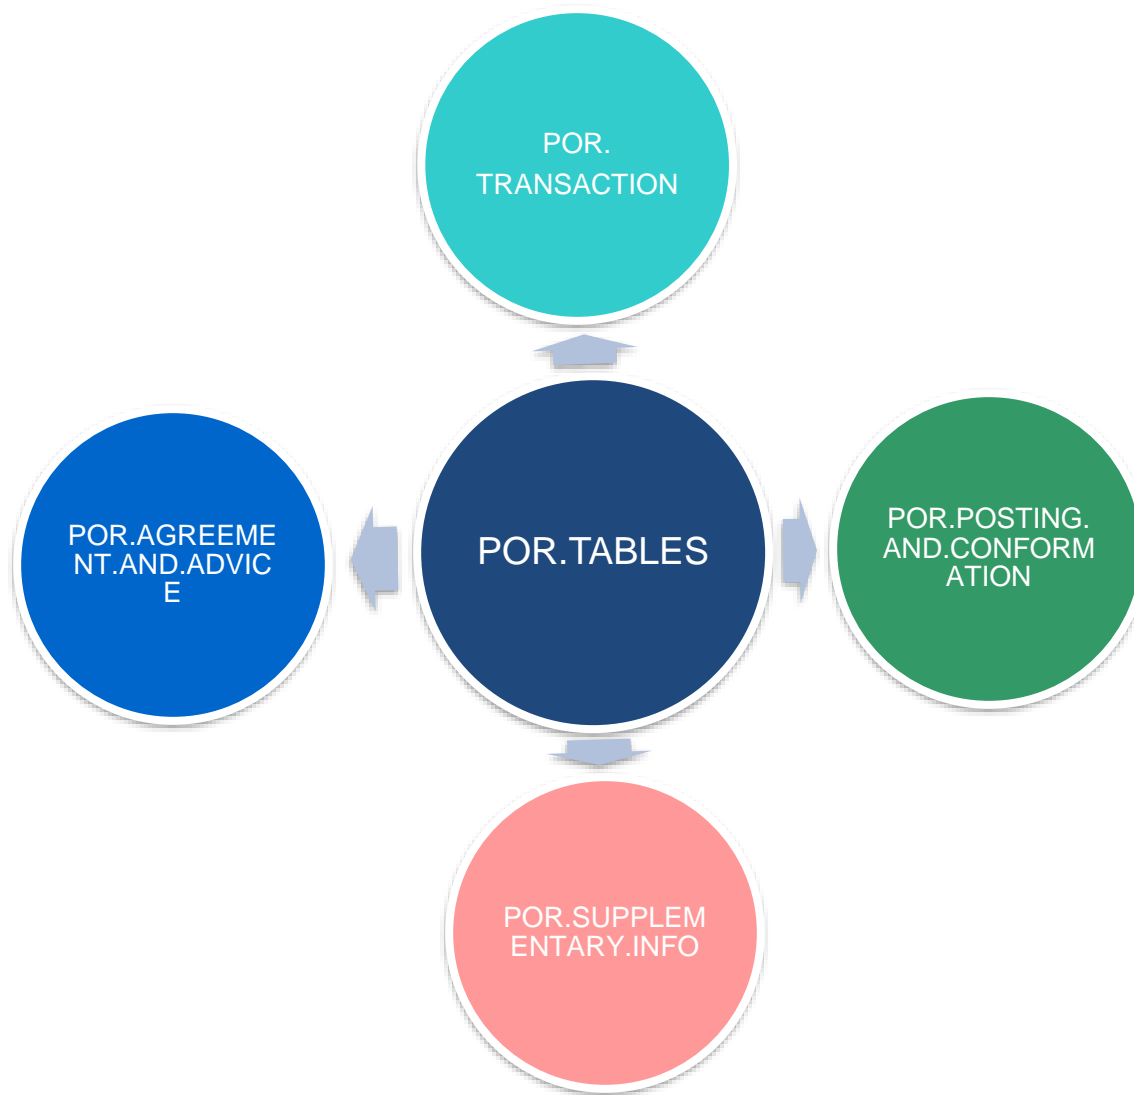 POR.
TRANSACTION
POR.AGREEME
NT.AND.ADVIC
E
POR.TABLES
POR.POSTING.
AND.CONFORM
ATION
POR.SUPPLEM
ENTARY.INFO